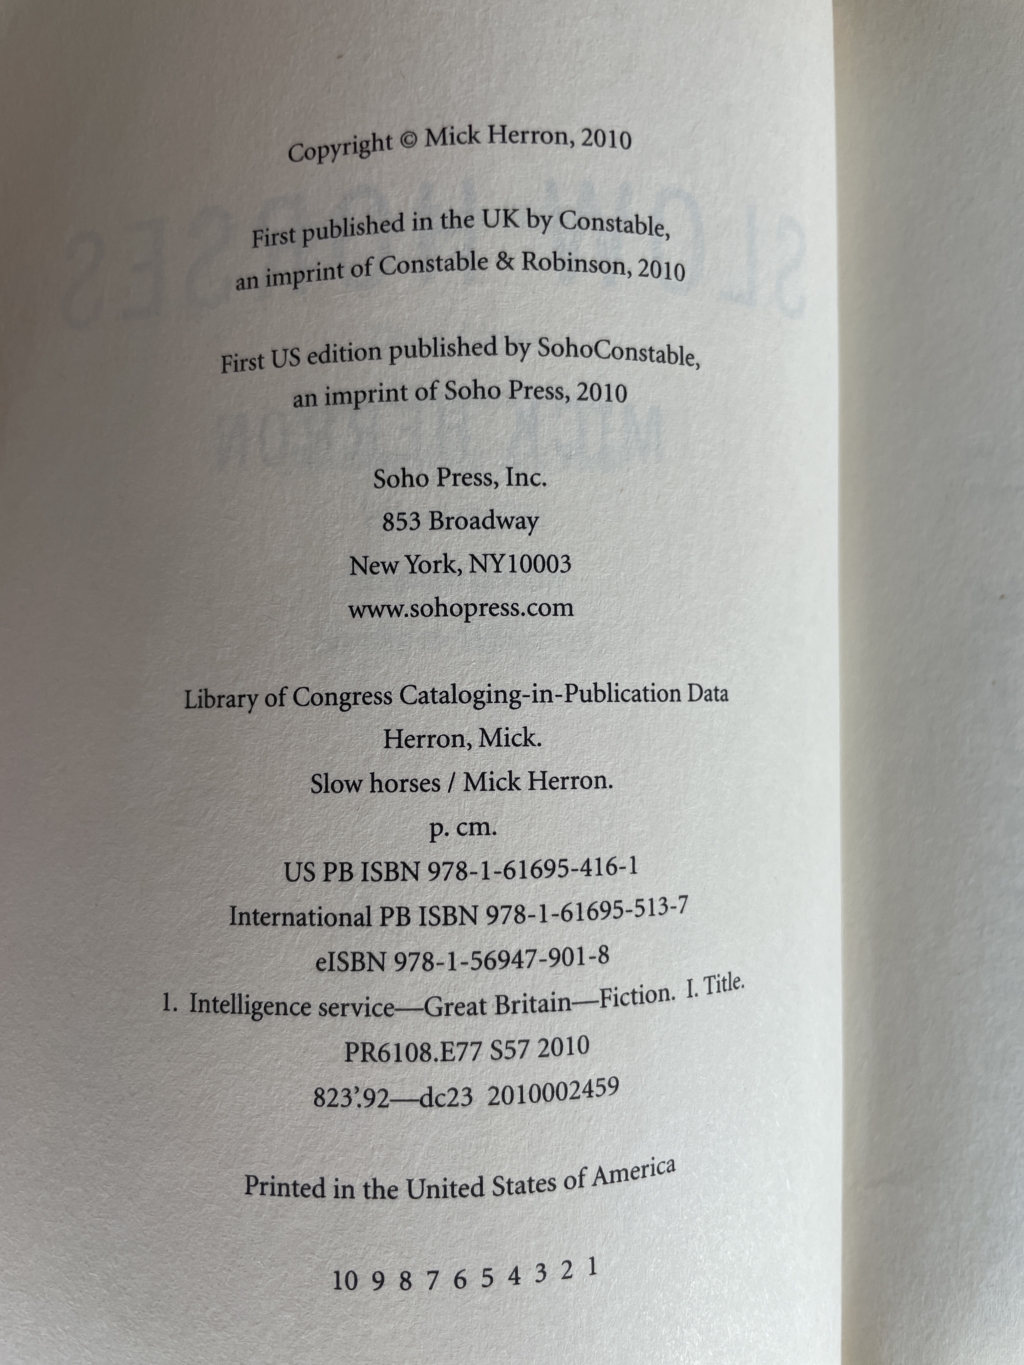 Copyright © Mick Herron, 2010
First published in the UK by Constable,
an imprint of Constable & Robinson, 2010
First US edition published by SohoConstable,
an imprint of Soho Press, 2010
Soho Press, Inc.
853 Broadway
New York, NY10003
www.sohopress.com
Library of Congress Cataloging-in-Publication Data
Herron, Mick.
Slow horses / Mick Herron.
p. cm.
US PB ISBN 978-1-61695-416-1
International PB ISBN 978-1-61695-513-7
eISBN 978-1-56947-901-8
1. Intelligence service—Great Britain—Fiction. I. Title.
PR6108.E77 S57 2010
823'.92—dc23 2010002459
Printed in the United States of America
10 9 8 7 6 5 4 3 2 1